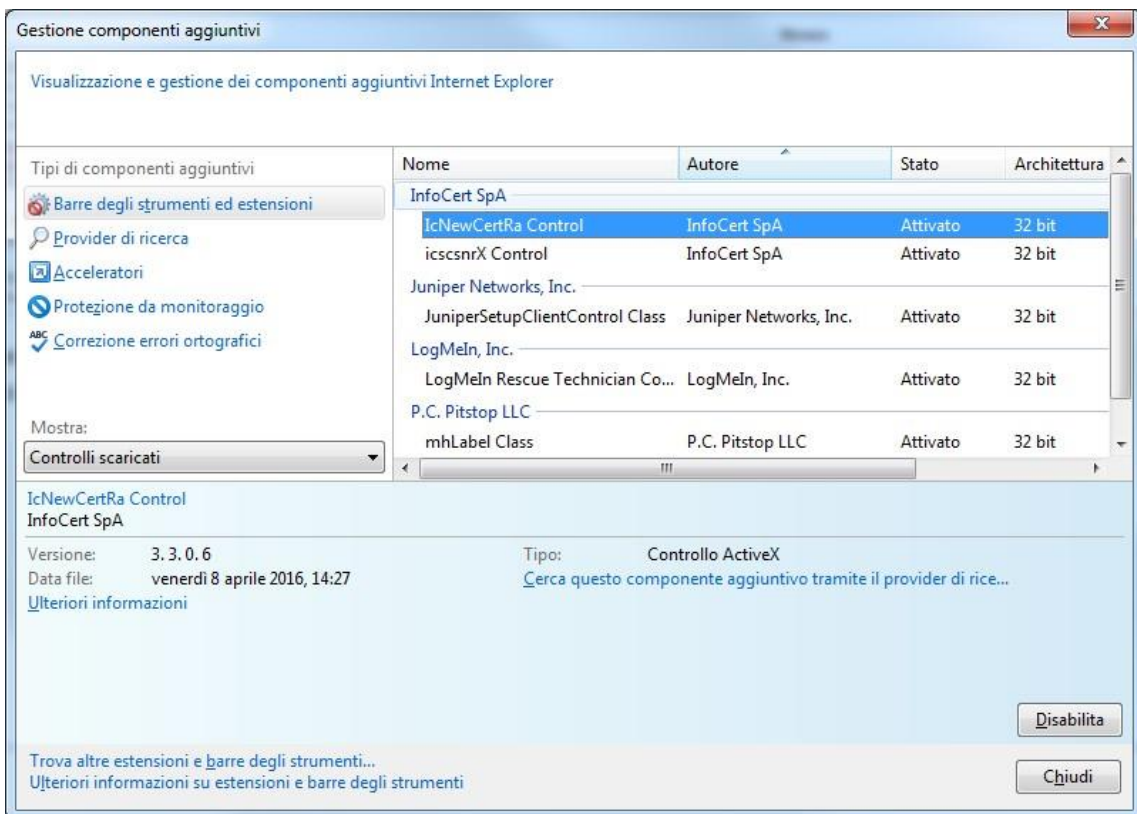 Gestione componenti aggiuntivi
Visualizzazione e gestione dei componenti aggiuntivi Internet Explorer
Tipi di componenti aggiuntivi
Barre degli strumenti ed estensioni
Provider di ricerca
Acceleratori
Protezione da monitoraggio
ABC Correzione errori ortografici
Mostra:
Controlli scaricati
Nome Autore Stato Architettura
InfoCert SpA
IcNewCertRa Control InfoCert SpA Attivato 32 bit
icscsnrX Control InfoCert SpA Attivato 32 bit
Juniper Networks, Inc.
JuniperSetupClientControl Class Juniper Networks, Inc. Attivato 32 bit
LogMeIn, Inc.
LogMeIn Rescue Technician Co... LogMeIn, Inc. Attivato 32 bit
P.C. Pitstop LLC
mhLabel Class P.C. Pitstop LLC Attivato 32 bit
IcNewCertRa Control
InfoCert SpA
Versione: 3.3.0.6 Tipo: Controllo ActiveX
Data file: venerdì 8 aprile 2016, 14:27 Cerca questo componente aggiuntivo tramite il provider di rice...
Ulteriori informazioni
Disabilita
Trova altre estensioni e barre degli strumenti...
Ulteriori informazioni su estensioni e barre degli strumenti
Chiudi